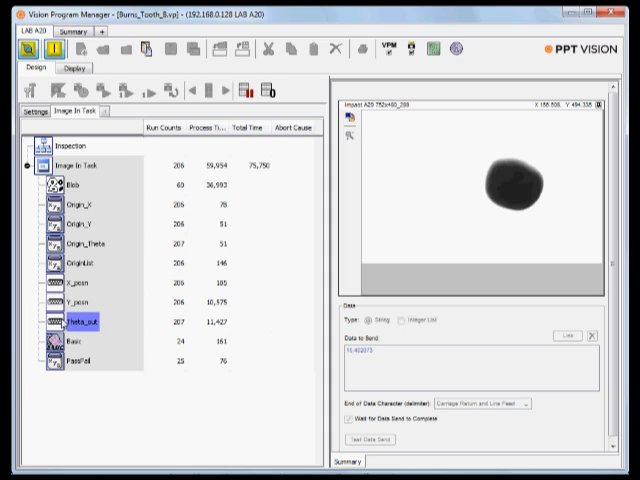 Vision Program Manager - [Burns_Tooth_B.vp] - (192.168.0.128 LAB A20)
LAB A20 Summary +
VPM
PPT VISION
Design Display
Settings Image In Task
Run Counts Process Ti... Total Time Abort Cause
Inspection
Image In Task 206 59,954 75,750
Blob 60 36,993
Origin_X 206 78
Origin_Y 206 51
Origin_Theta 207 51
OriginList 206 146
X_posn 206 185
Y_posn 206 10,575
Theta_out 207 11,427
Basic 24 161
PassFail 25 76
Impact A20 752x480_288 X 188.508, Y 494.335
Data
Type: String Integer List
Data to Send: Link
15.452073
End of Data Character (delimiter): Carriage Return and Line Feed
Wait for Data Send to Complete
Test Data Send
Summary